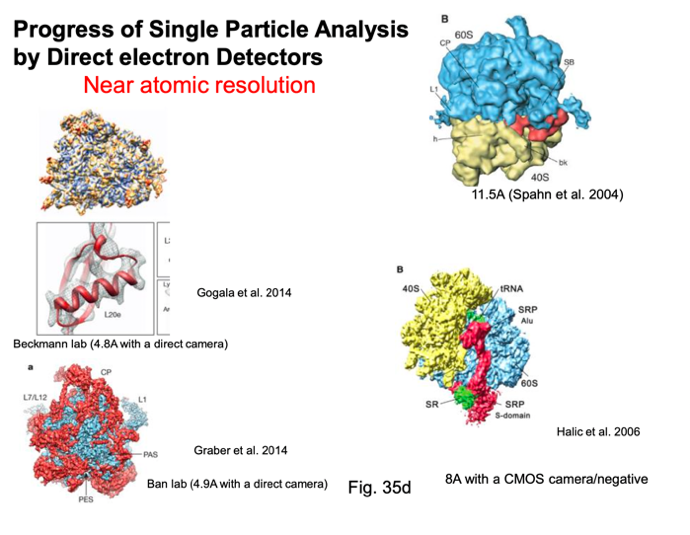 Progress of Single Particle Analysis
by Direct electron Detectors
Near atomic resolution
B
60S
CP
SB
L1
h
bk
40S
11.5A (Spahn et al. 2004)
L20e
Gogala et al. 2014
Beckmann lab (4.8A with a direct camera)
B
40S
tRNA
SRP
Alu
60S
SR
SRP
S-domain
Halic et al. 2006
8A with a CMOS camera/negative
a
CP
L7/L12
L1
PAS
PES
Graber et al. 2014
Ban lab (4.9A with a direct camera)
Fig. 35d